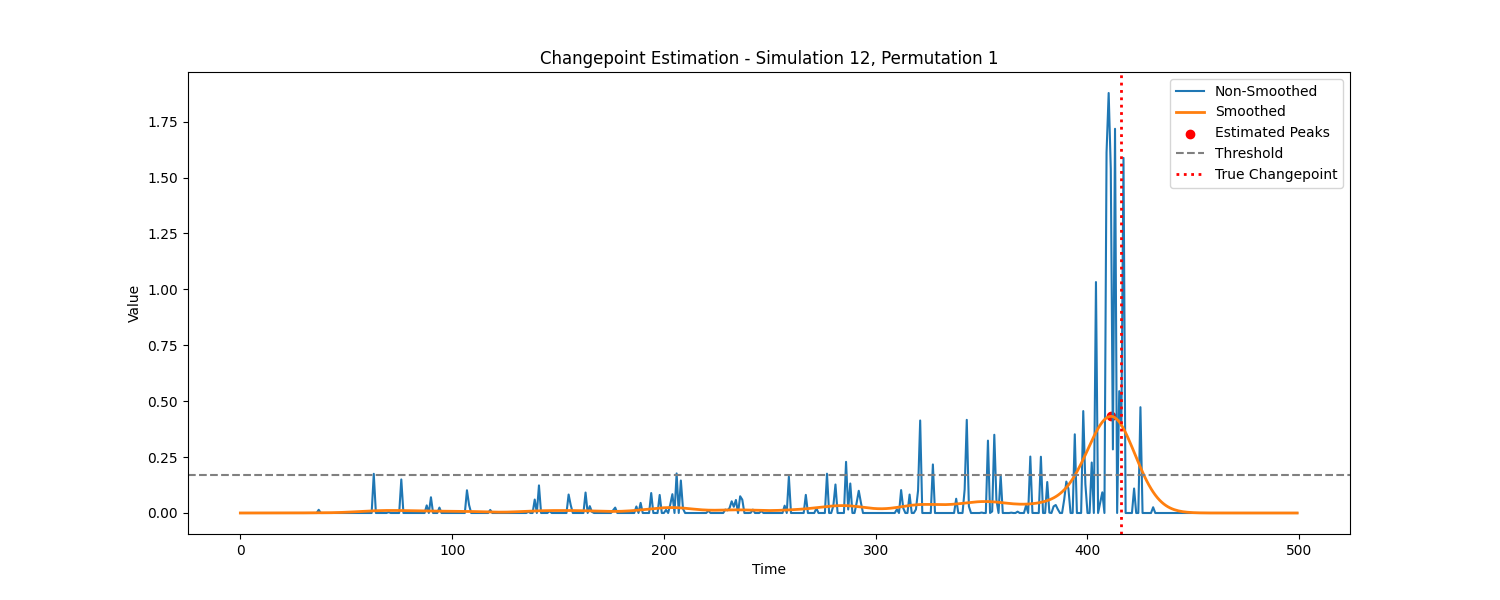 Changepoint Estimation - Simulation 12, Permutation 1
Non-Smoothed
Smoothed
Estimated Peaks
Threshold
True Changepoint
Value
1.75
1.50
1.25
1.00
0.75
0.50
0.25
0.00
0 100 200 300 400 500
Time